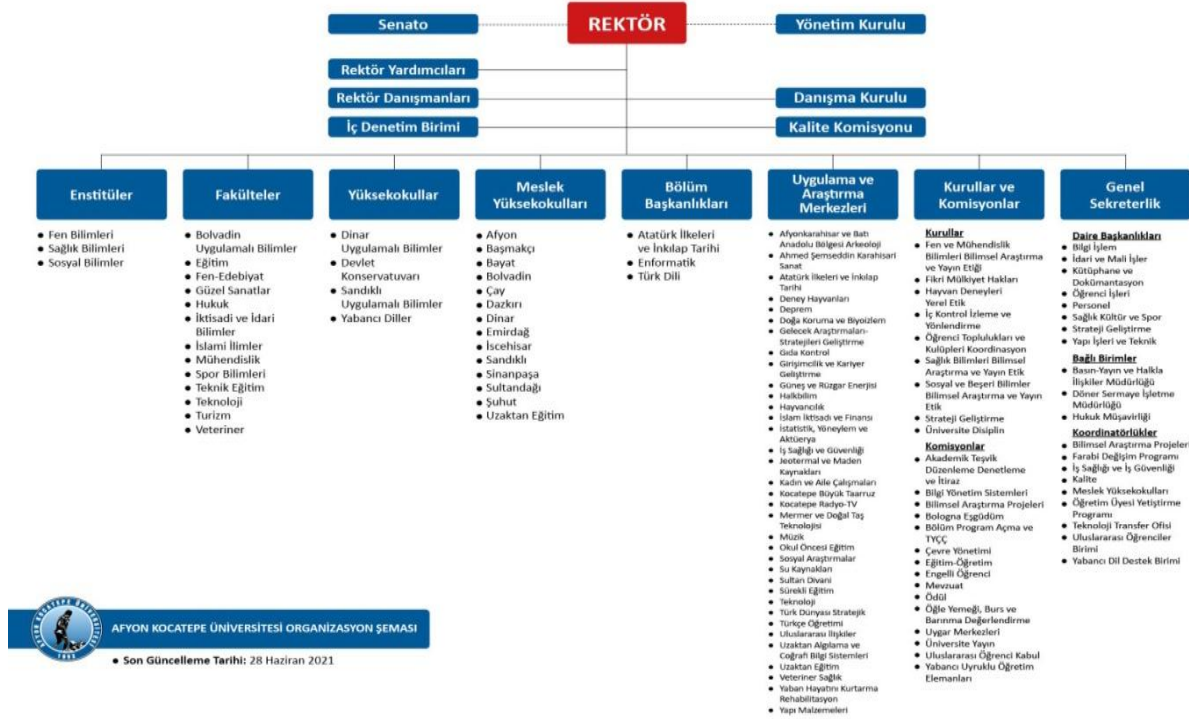 Senato
REKTÖR
Yönetim Kurulu
Rektör Yardımcıları
Rektör Danışmanları
Danışma Kurulu
İç Denetim Birimi
Kalite Komisyonu
Enstitüler
• Fen Bilimleri
• Sağlık Bilimleri
• Sosyal Bilimler
Fakülteler
• Bolvadin
Uygulamalı Bilimler
• Eğitim
• Fen-Edebiyat
• Güzel Sanatlar
• Hukuk
• İktisadi ve İdari
Bilimler
• İslami İlimler
• Mühendislik
• Spor Bilimleri
• Teknik Eğitim
• Teknoloji
• Turizm
• Veteriner
Yüksekokullar
• Dinar
Uygulamalı Bilimler
• Devlet
Konservatuvarı
• Sandıklı
Uygulamalı Bilimler
• Yabancı Diller
Meslek
Yüksekokulları
• Afyon
• Başmakçı
• Bayat
• Bolvadin
• Çay
• Dazkırı
• Dinar
• Emirdağ
• İscehisar
• Sandıklı
• Sinanpaşa
• Sultandağı
• Şuhut
• Uzaktan Eğitim
Bölüm
Başkanlıkları
• Atatürk İlkeleri
ve İnkılap Tarihi
• Enformatik
• Türk Dili
Uygulama ve
Araştırma
Merkezleri
• Afyonkarahisar ve Batı
Anadolu Bölgesi Arkeoloji
• Ahmed Şemseddin Karahisari
Sanat
• Atatürk İlkeleri ve İnkılap
Tarihi
• Deney Hayvanları
• Deprem
• Doğa Koruma ve Biyoizlem
• Gelecek Araştırmaları-
Stratejileri Geliştirme
• Gıda Kontrol
• Girişimcilik ve Kariyer
Geliştirme
• Güneş ve Rüzgar Enerjisi
• Halkbilim
• Hayvancılık
• İslam İktisadı ve Finansı
• İstatistik, Yöneylem ve
Aktüerya
• İş Sağlığı ve Güvenliği
• Jeotermal ve Maden
Kaynakları
• Kadın ve Aile Çalışmaları
• Kocatepe Büyük Taarruz
• Kocatepe Radyo-TV
• Mermer ve Doğal Taş
Teknolojisi
• Müzik
• Okul Öncesi Eğitim
• Sosyal Araştırmalar
• Su Kaynakları
• Sultan Divani
• Sürekli Eğitim
• Teknoloji
• Türk Dünyası Stratejik
• Türkçe Öğretimi
• Uluslararası İlişkiler
• Uzaktan Algılama ve
Coğrafi Bilgi Sistemleri
• Uzaktan Eğitim
• Veteriner Sağlık
• Yaban Hayatını Kurtarma
Rehabilitasyon
• Yapı Malzemeleri
Kurullar ve
Komisyonlar
Kurullar
• Fen ve Mühendislik
Bilimleri Bilimsel Araştırma
ve Yayın Etiği
• Fikri Mülkiyet Hakları
• Hayvan Deneyleri
Yerel Etik
• İç Kontrol İzleme ve
Yönlendirme
• Öğrenci Toplulukları ve
Kulüpleri Koordinasyon
• Sağlık Bilimleri Bilimsel
Araştırma ve Yayın Etik
• Sosyal ve Beşeri Bilimler
Bilimsel Araştırma ve Yayın
Etik
• Strateji Geliştirme
• Üniversite Disiplin
Komisyonlar
• Akademik Teşvik
Düzenleme Denetleme
ve İtiraz
• Bilgi Yönetim Sistemleri
• Bilimsel Araştırma Projeleri
• Bologna Eşgüdüm
• Bölüm Program Açma ve
TYÇÇ
• Çevre Yönetimi
• Eğitim-Öğretim
• Engelli Öğrenci
• Mevzuat
• Ödül
• Öğle Yemeği, Burs ve
Barınma Değerlendirme
• Uygar Merkezleri
• Üniversite Yayın
• Uluslararası Öğrenci Kabul
• Yabancı Uyruklu Öğretim
Elemanları
Genel
Sekreterlik
Daire Başkanlıkları
• Bilgi İşlem
• İdari ve Mali İşler
• Kütüphane ve
Dokümantasyon
• Öğrenci İşleri
• Personel
• Sağlık Kültür ve Spor
• Strateji Geliştirme
• Yapı İşleri ve Teknik
Bağlı Birimler
• Basın-Yayın ve Halkla
İlişkiler Müdürlüğü
• Döner Sermaye İşletme
Müdürlüğü
• Hukuk Müşavirliği
Koordinatörlükler
• Bilimsel Araştırma Projeleri
• Farabi Değişim Programı
• İş Sağlığı ve İş Güvenliği
• Kalite
• Meslek Yüksekokulları
• Öğretim Üyesi Yetiştirme
Programı
• Teknoloji Transfer Ofisi
• Uluslararası Öğrenciler
Birimi
• Yabancı Dil Destek Birimi
AFYON KOCATEPE ÜNİVERSİTESİ
AFYON KOCATEPE ÜNİVERSİTESİ ORGANİZASYON ŞEMASI
• Son Güncelleme Tarihi: 28 Haziran 2021